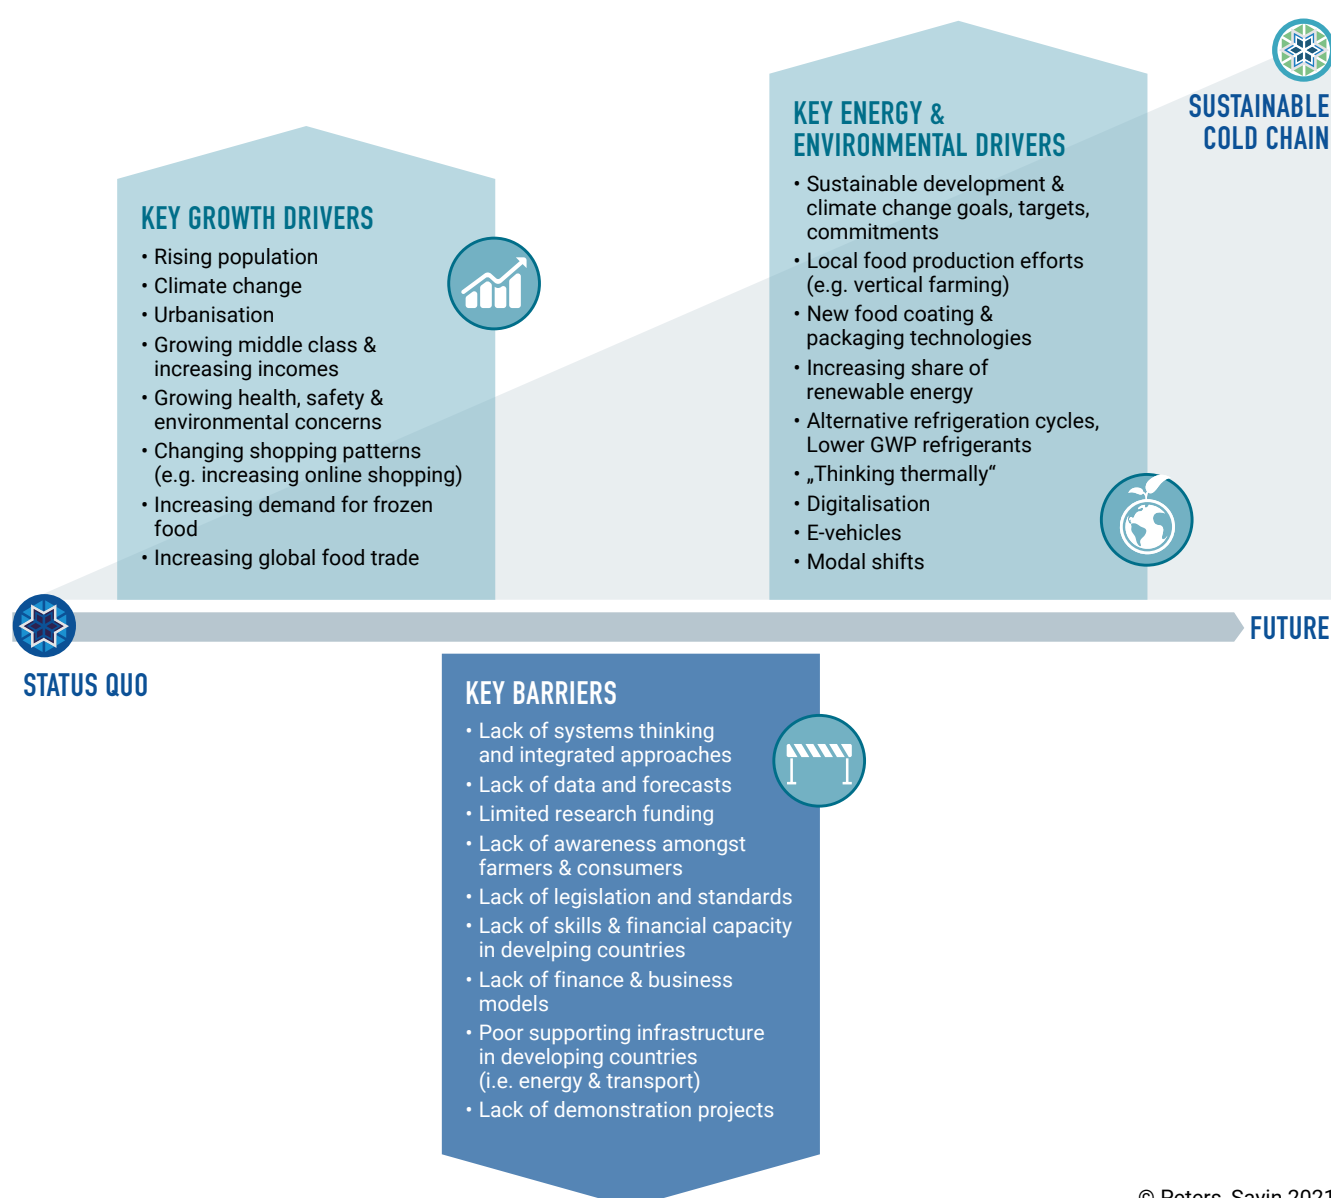 KEY GROWTH DRIVERS
• Rising population
• Climate change
• Urbanisation
• Growing middle class &
increasing incomes
• Growing health, safety &
environmental concerns
• Changing shopping patterns
(e.g. increasing online shopping)
• Increasing demand for frozen
food
• Increasing global food trade
KEY ENERGY &
ENVIRONMENTAL DRIVERS
• Sustainable development &
climate change goals, targets,
commitments
• Local food production efforts
(e.g. vertical farming)
• New food coating &
packaging technologies
• Increasing share of
renewable energy
• Alternative refrigeration cycles,
Lower GWP refrigerants
• „Thinking thermally“
• Digitalisation
• E-vehicles
• Modal shifts
SUSTAINABLE
COLD CHAIN
FUTURE
STATUS QUO
KEY BARRIERS
• Lack of systems thinking
and integrated approaches
• Lack of data and forecasts
• Limited research funding
• Lack of awareness amongst
farmers & consumers
• Lack of legislation and standards
• Lack of skills & financial capacity
in develping countries
• Lack of finance & business
models
• Poor supporting infrastructure
in developing countries
(i.e. energy & transport)
• Lack of demonstration projects
© Peters, Sayin 2021